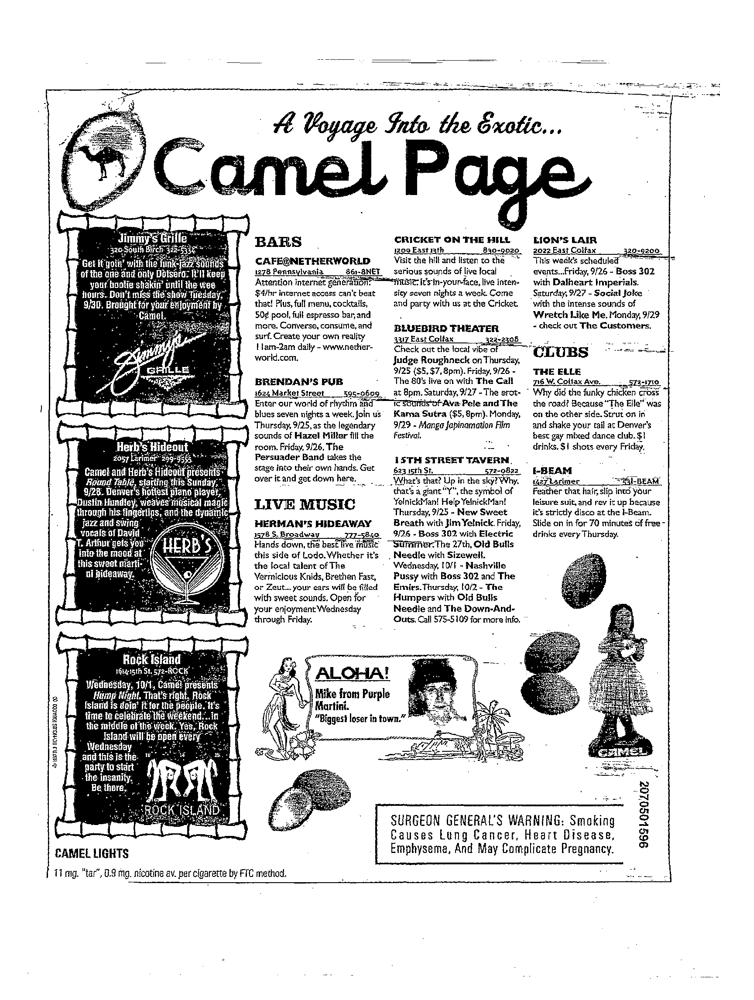 A Voyage Into the Exotic...
Camel Page
Jimmy's Grille
320 South Birch 322-5334
Get it goin' with the funk-jazz sounds
of the one and only Dotsero. It'll keep
your bootie shakin' until the wee
hours. Don't miss the show Tuesday,
9/30. Brought for your enjoyment by
Camel.
Jimmy's
GRILLE
Herb's Hideout
2057 Larimer 299-9555
Camel and Herb's Hideout presents
Round Table, starting this Sunday,
9/28. Denver's hottest piano player,
Dustin Hundley, weaves musical magic
through his fingertips, and the dynamic
jazz and swing
vocals of David
T. Arthur gets you
into the mood at
this sweet marti-
ni hideaway.
HERB'S
Rock Island
1614 15th St. 572-ROCK
Wednesday, 10/1, Camel presents
Hump Night. That's right, Rock
Island is doin' it for the people. It's
time to celebrate the weekend...in
the middle of the week. Yea, Rock
Island will be open every
Wednesday
and this is the
party to start
the insanity.
Be there.
ROCK ISLAND
BARS
CAFE@NETHERWORLD
1278 Pennsylvania 861-8NET
Attention internet generation:
$4/hr internet access can't beat
that! Plus, full menu, cocktails,
50¢ pool, full espresso bar, and
more. Converse, consume, and
surf. Create your own reality
11am-2am daily - www.nether-
world.com.
BRENDAN'S PUB
1624 Market Street 595-0609
Enter our world of rhythm and
blues seven nights a week. Join us
Thursday, 9/25, as the legendary
sounds of Hazel Miller fill the
room. Friday, 9/26, The
Persuader Band takes the
stage into their own hands. Get
over it and get down here.
LIVE MUSIC
HERMAN'S HIDEAWAY
1578 S. Broadway 777-5840
Hands down, the best live music
this side of Lodo. Whether it's
the local talent of The
Vermicious Knids, Brethen Fast,
or Zeut... your ears will be filled
with sweet sounds. Open for
your enjoyment Wednesday
through Friday.
CRICKET ON THE HILL
1209 East 13th 830-9020
Visit the hill and listen to the
serious sounds of live local
music. It's in-your-face, live inten-
sity seven nights a week. Come
and party with us at the Cricket.
BLUEBIRD THEATER
3317 East Colfax 322-2308
Check out the local vibe of
Judge Roughneck on Thursday,
9/25 ($5, $7, 8pm). Friday, 9/26 -
The 80's live on with The Call
at 8pm. Saturday, 9/27 - The erot-
ic sounds of Ava Pele and The
Kama Sutra ($5, 8pm). Monday,
9/29 - Manga Japinamation Film
Festival.
15TH STREET TAVERN
623 15th St. 572-0822
What's that? Up in the sky? Why,
that's a giant "Y", the symbol of
YelnickMan! Help YelnickMan!
Thursday, 9/25 - New Sweet
Breath with Jim Yelnick. Friday,
9/26 - Boss 302 with Electric
Summer. The 27th, Old Bulls
Needle with Sizewell.
Wednesday, 10/1 - Nashville
Pussy with Boss 302 and The
Emirs. Thursday, 10/2 - The
Humpers with Old Bulls
Needle and The Down-And-
Outs. Call 575-5109 for more info.
LION'S LAIR
2022 East Colfax 320-9200
This week's scheduled
events...Friday, 9/26 - Boss 302
with Dalheart Imperials.
Saturday, 9/27 - Social Joke
with the intense sounds of
Wretch Like Me. Monday, 9/29
- check out The Customers.
CLUBS
THE ELLE
716 W. Colfax Ave. 572-1710
Why did the funky chicken cross
the road? Because "The Elle" was
on the other side. Strut on in
and shake your tail at Denver's
best gay mixed dance club. $1
drinks. $1 shots every Friday.
I-BEAM
1427 Larimer
Feather that hair, slip into your
leisure suit, and rev it up because
it's strictly disco at the I-Beam.
Slide on in for 70 minutes of free
drinks every Thursday.
ALOHA!
Mike from Purple
Martini.
"Biggest loser in town."
CAMEL
2070501596
SURGEON GENERAL'S WARNING: Smoking
Causes Lung Cancer, Heart Disease,
Emphysema, And May Complicate Pregnancy.
CAMEL LIGHTS
11 mg. "tar", 0.9 mg. nicotine av. per cigarette by FTC method.